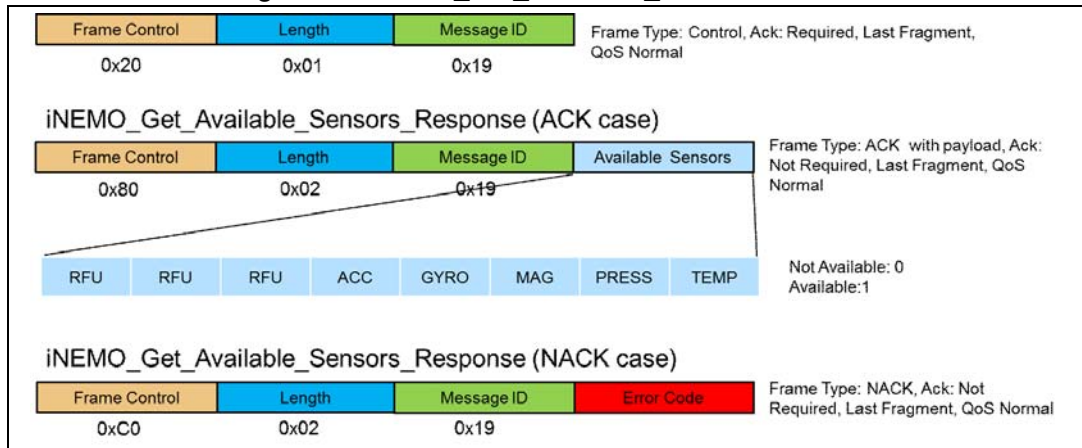 Frame Control Length Message ID Frame Type: Control, Ack: Required, Last Fragment,
QoS Normal
0x20 0x01 0x19
iNEMO_Get_Available_Sensors_Response (ACK case)
Frame Control Length Message ID Available Sensors Frame Type: ACK with payload, Ack:
Not Required, Last Fragment, QoS
Normal
0x80 0x02 0x19
RFU RFU RFU ACC GYRO MAG PRESS TEMP Not Available: 0
Available:1
iNEMO_Get_Available_Sensors_Response (NACK case)
Frame Control Length Message ID Error Code Frame Type: NACK, Ack: Not
Required, Last Fragment, QoS Normal
0xC0 0x02 0x19